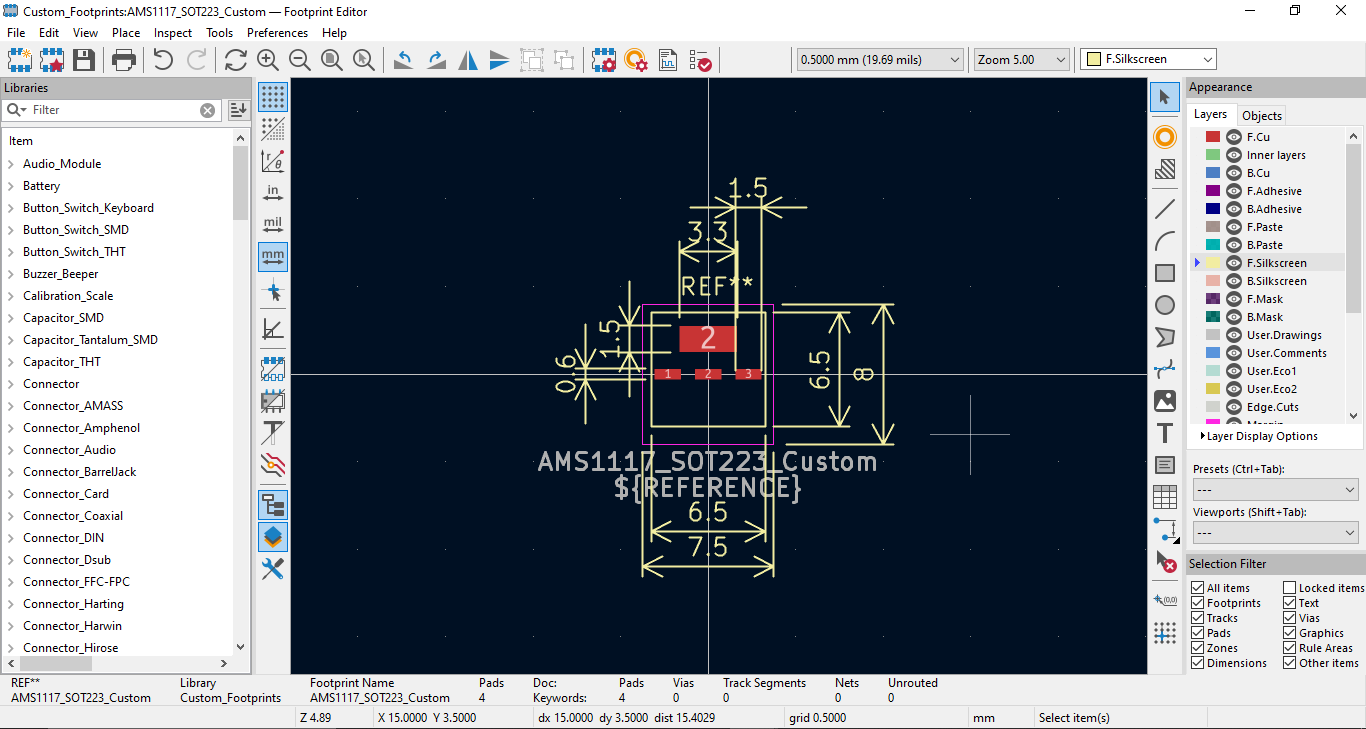 Custom_Footprints:AMS1117_SOT223_Custom — Footprint Editor
File Edit View Place Inspect Tools Preferences Help
0.5000 mm (19.69 mils)
Zoom 5.00
F.Silkscreen
Libraries
Filter
Item
Audio_Module
Battery
Button_Switch_Keyboard
Button_Switch_SMD
Button_Switch_THT
Buzzer_Beeper
Calibration_Scale
Capacitor_SMD
Capacitor_Tantalum_SMD
Capacitor_THT
Connector
Connector_AMASS
Connector_Amphenol
Connector_Audio
Connector_BarrelJack
Connector_Card
Connector_Coaxial
Connector_DIN
Connector_Dsub
Connector_FFC-FPC
Connector_Harting
Connector_Harwin
Connector_Hirose
in
mil
mm
1.5
3.3
REF**
1.5
2
0.6
1 2 3
6.5
8
AMS1117_SOT223_Custom
${REFERENCE}
6.5
7.5
(0,0)
Appearance
Layers Objects
F.Cu
Inner layers
B.Cu
F.Adhesive
B.Adhesive
F.Paste
B.Paste
F.Silkscreen
B.Silkscreen
F.Mask
B.Mask
User.Drawings
User.Comments
User.Eco1
User.Eco2
Edge.Cuts
Margin
Layer Display Options
Presets (Ctrl+Tab):
---
Viewports (Shift+Tab):
---
Selection Filter
All items Locked items
Footprints Text
Tracks Vias
Pads Graphics
Zones Rule Areas
Dimensions Other items
REF** Library Footprint Name Pads Doc: Pads Vias Track Segments Nets Unrouted
AMS1117_SOT223_Custom Custom_Footprints AMS1117_SOT223_Custom 4 Keywords: 4 0 0 0 0
Z 4.89 X 15.0000 Y 3.5000 dx 15.0000 dy 3.5000 dist 15.4029 grid 0.5000 mm Select item(s)